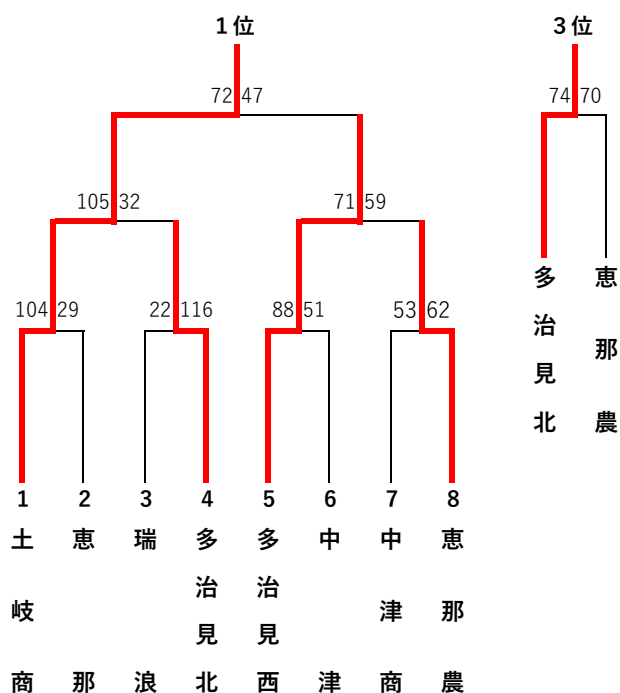 1位 3位
72 47 74 70
105 32 71 59
多治見北 恵那農
104 29 22 116 88 51 53 62
1 2 3 4 5 6 7 8
土岐商 恵那 瑞浪 多治見北 多治見西 中津 中津商 恵那農